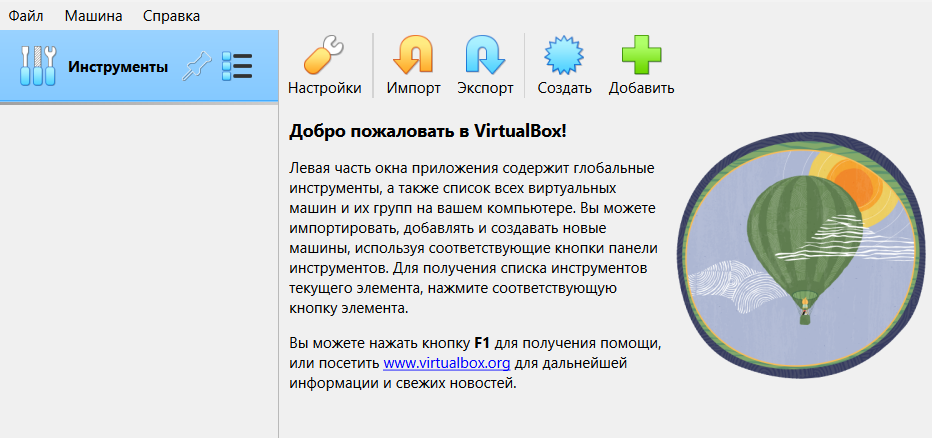 Файл Машина Справка
Инструменты
Настройки Импорт Экспорт Создать Добавить
Добро пожаловать в VirtualBox!
Левая часть окна приложения содержит глобальные
инструменты, а также список всех виртуальных
машин и их групп на вашем компьютере. Вы можете
импортировать, добавлять и создавать новые
машины, используя соответствующие кнопки панели
инструментов. Для получения списка инструментов
текущего элемента, нажмите соответствующую
кнопку элемента.
Вы можете нажать кнопку F1 для получения помощи,
или посетить www.virtualbox.org для дальнейшей
информации и свежих новостей.